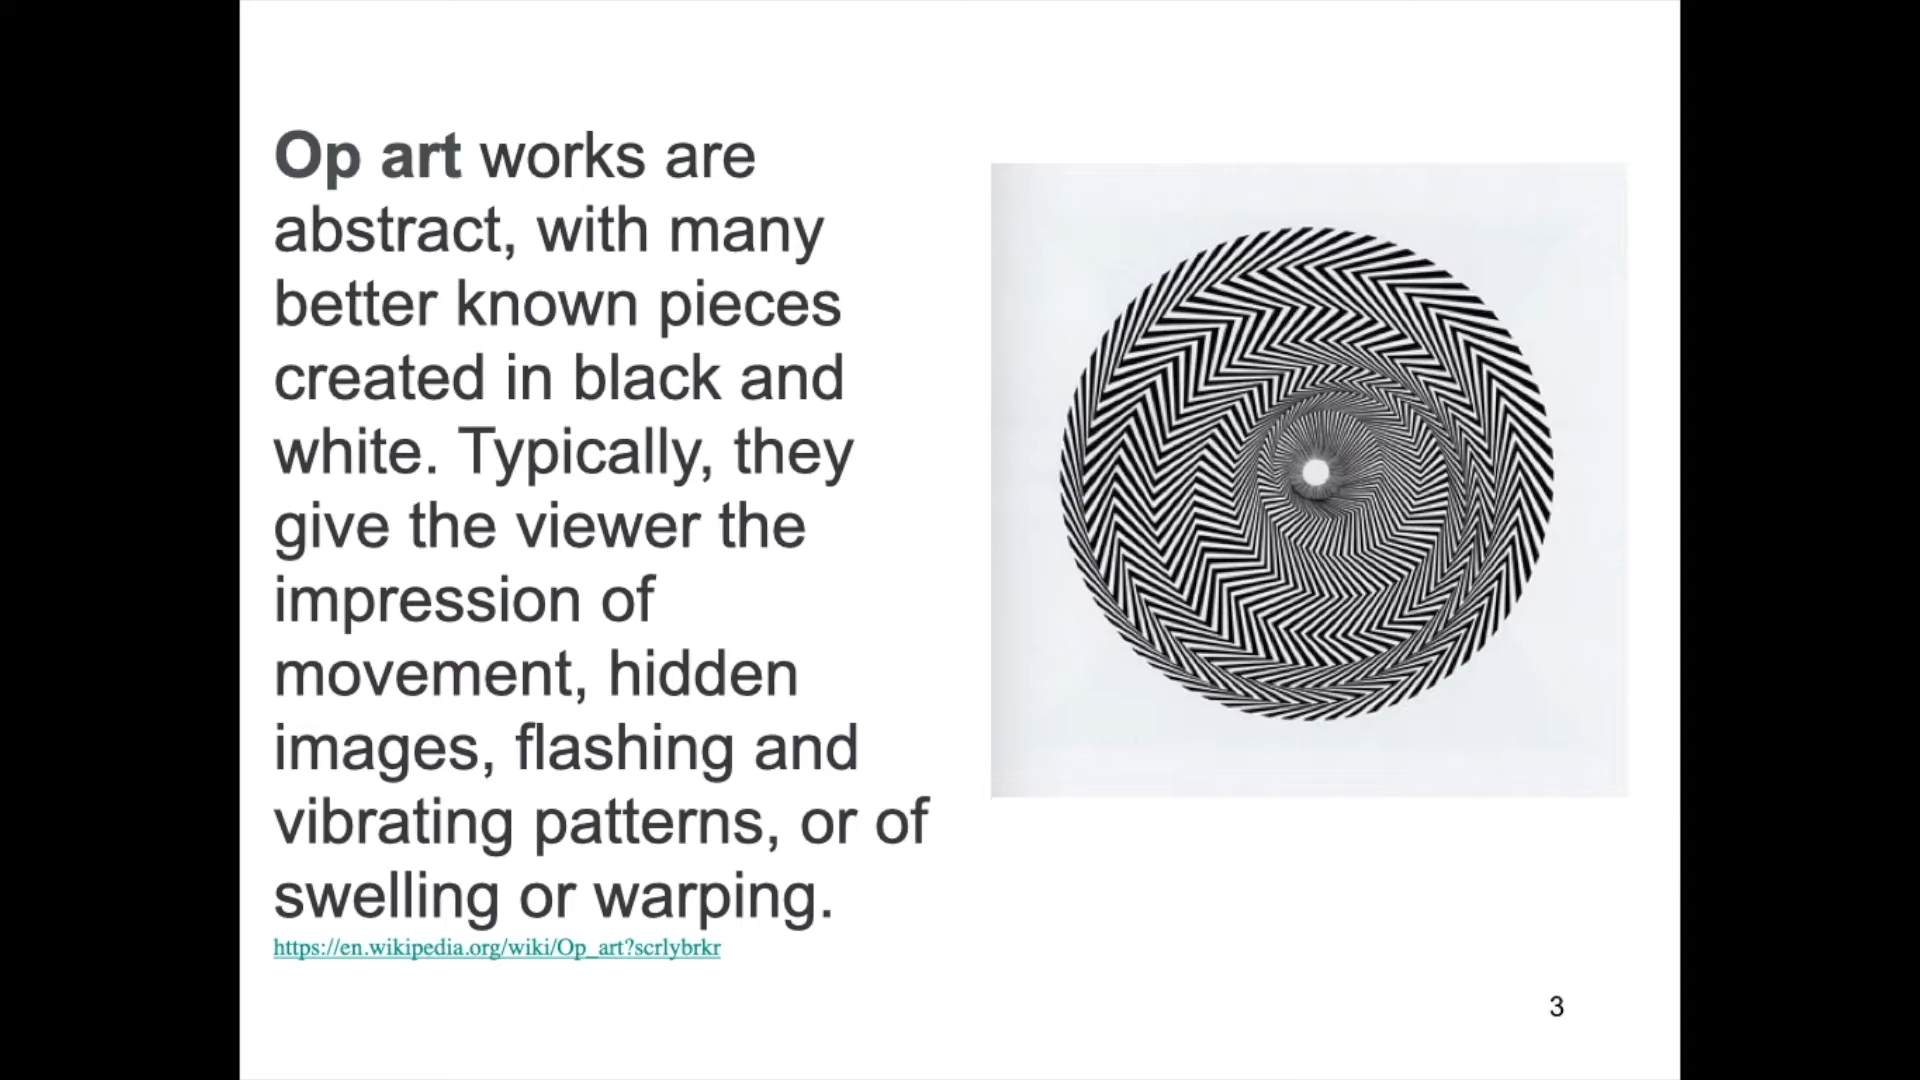 Op art works are
abstract, with many
better known pieces
created in black and
white. Typically, they
give the viewer the
impression of
movement, hidden
images, flashing and
vibrating patterns, or of
swelling or warping.
https://en.wikipedia.org/wiki/Op_art?scrlybrkr
3